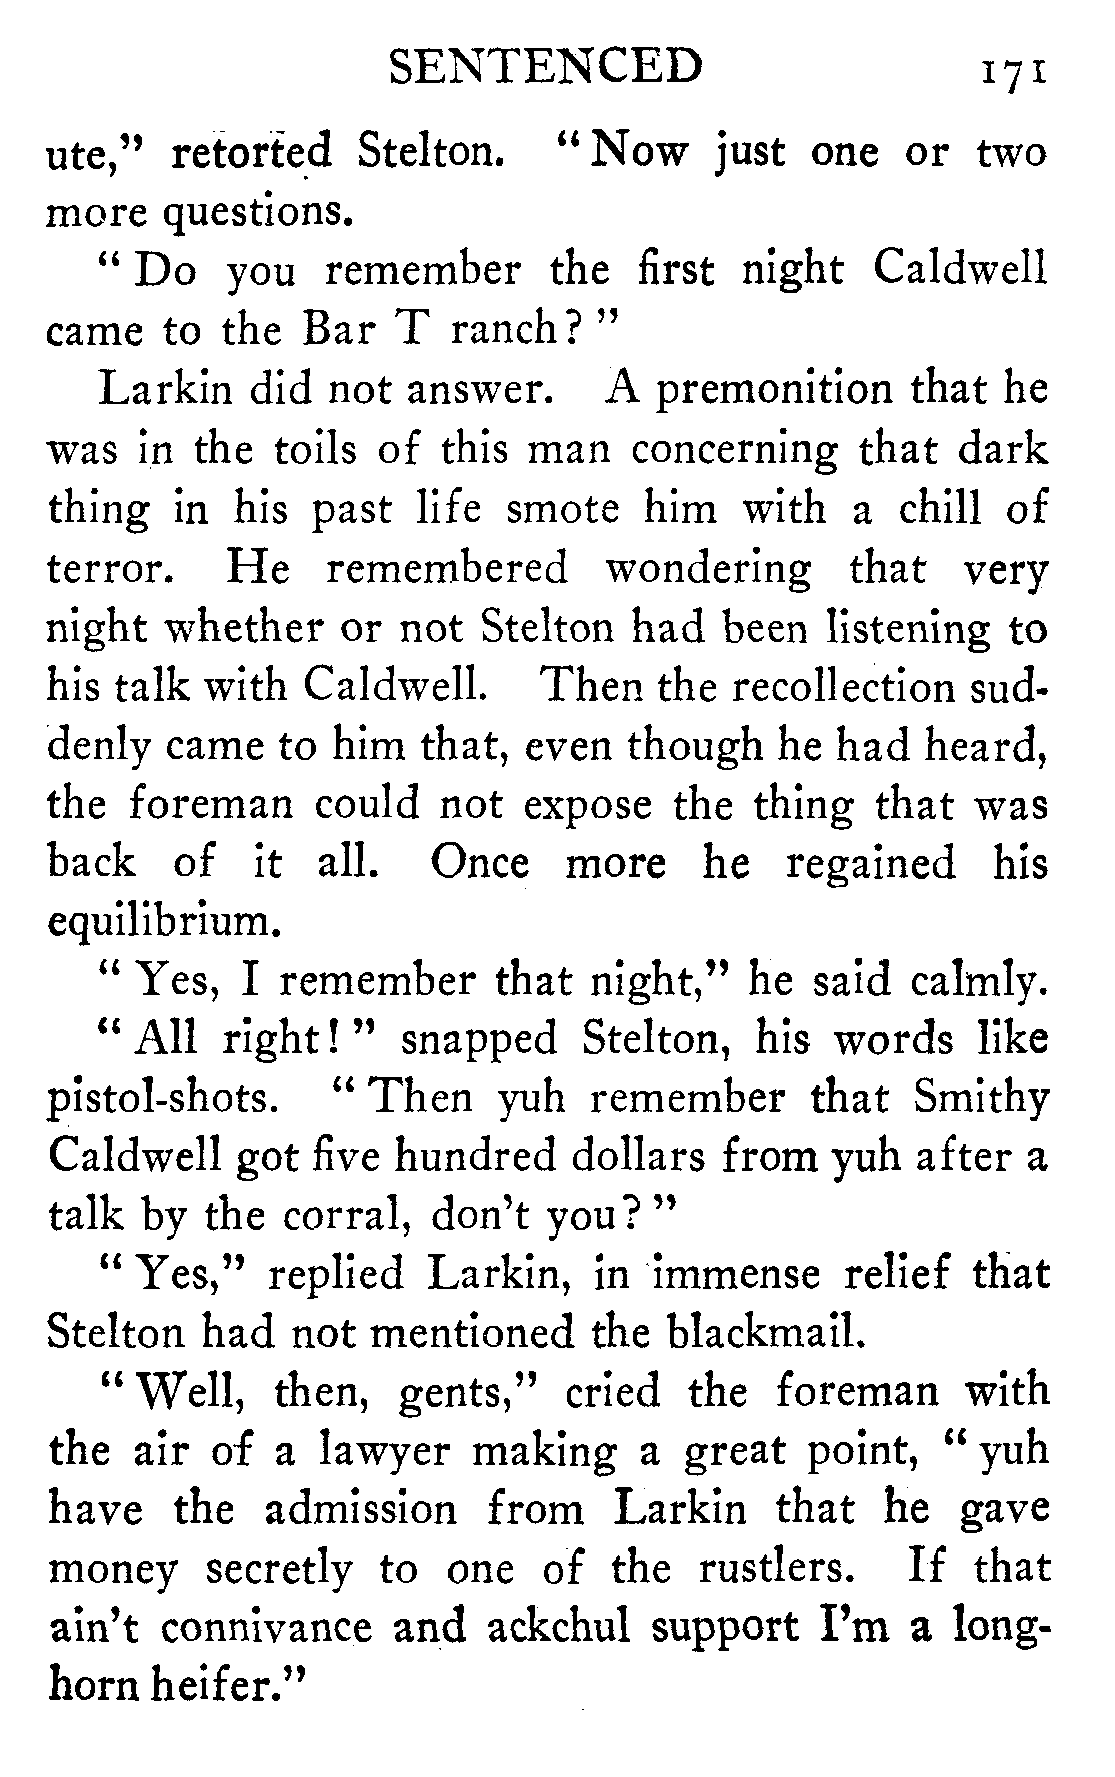 SENTENCED 171
ute,” retorted Stelton. “Now just one or two
more questions.
“Do you remember the first night Caldwell
came to the Bar T ranch?”
Larkin did not answer. A premonition that he
was in the toils of this man concerning that dark
thing in his past life smote him with a chill of
terror. He remembered wondering that very
night whether or not Stelton had been listening to
his talk with Caldwell. Then the recollection sud-
denly came to him that, even though he had heard,
the foreman could not expose the thing that was
back of it all. Once more he regained his
equilibrium.
“Yes, I remember that night,” he said calmly.
“All right!” snapped Stelton, his words like
pistol-shots. “Then yuh remember that Smithy
Caldwell got five hundred dollars from yuh after a
talk by the corral, don’t you?”
“Yes,” replied Larkin, in immense relief that
Stelton had not mentioned the blackmail.
“Well, then, gents,” cried the foreman with
the air of a lawyer making a great point, “yuh
have the admission from Larkin that he gave
money secretly to one of the rustlers. If that
ain’t connivance and ackchul support I’m a long-
horn heifer.”